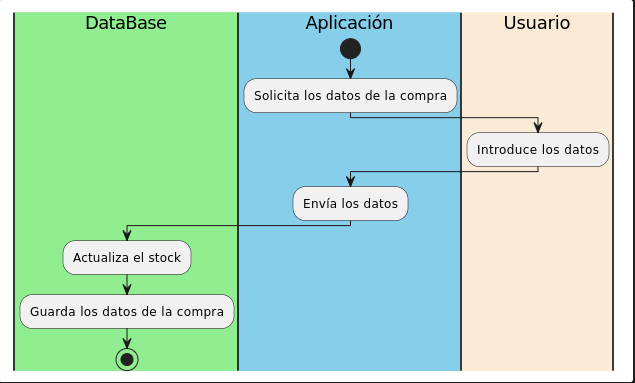 DataBase
Aplicación
Usuario
Solicita los datos de la compra
Introduce los datos
Envía los datos
Actualiza el stock
Guarda los datos de la compra